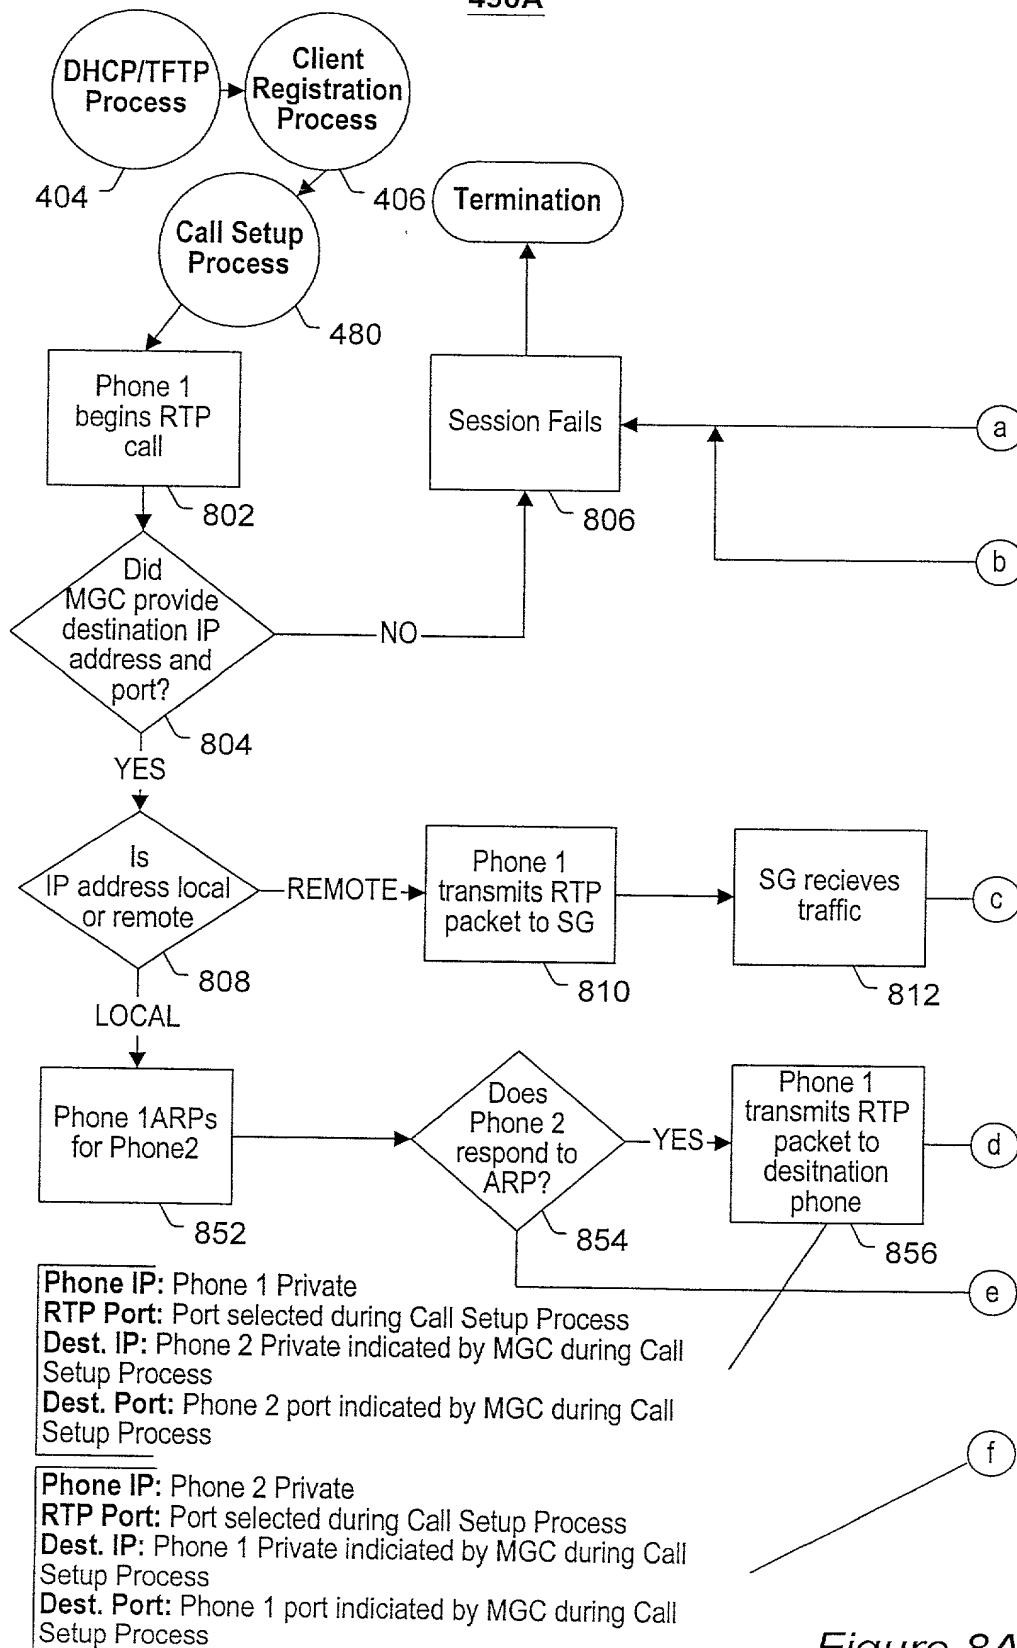 450A
DHCP/TFTP
Process
Client
Registration
Process
404
406
Call Setup
Process
Termination
480
Phone 1
begins RTP
call
Session Fails
a
802
806
b
Did
MGC provide
destination IP
address and
port?
NO
804
YES
Is
IP address local
or remote
REMOTE
Phone 1
transmits RTP
packet to SG
SG recieves
traffic
c
808
810
812
LOCAL
Phone 1ARPs
for Phone2
Does
Phone 2
respond to
ARP?
YES
Phone 1
transmits RTP
packet to
desitnation
phone
d
852
854
856
e
Phone IP: Phone 1 Private
RTP Port: Port selected during Call Setup Process
Dest. IP: Phone 2 Private indicated by MGC during Call
Setup Process
Dest. Port: Phone 2 port indicated by MGC during Call
Setup Process
f
Phone IP: Phone 2 Private
RTP Port: Port selected during Call Setup Process
Dest. IP: Phone 1 Private indiciated by MGC during Call
Setup Process
Dest. Port: Phone 1 port indiciated by MGC during Call
Setup Process
Figure 8A